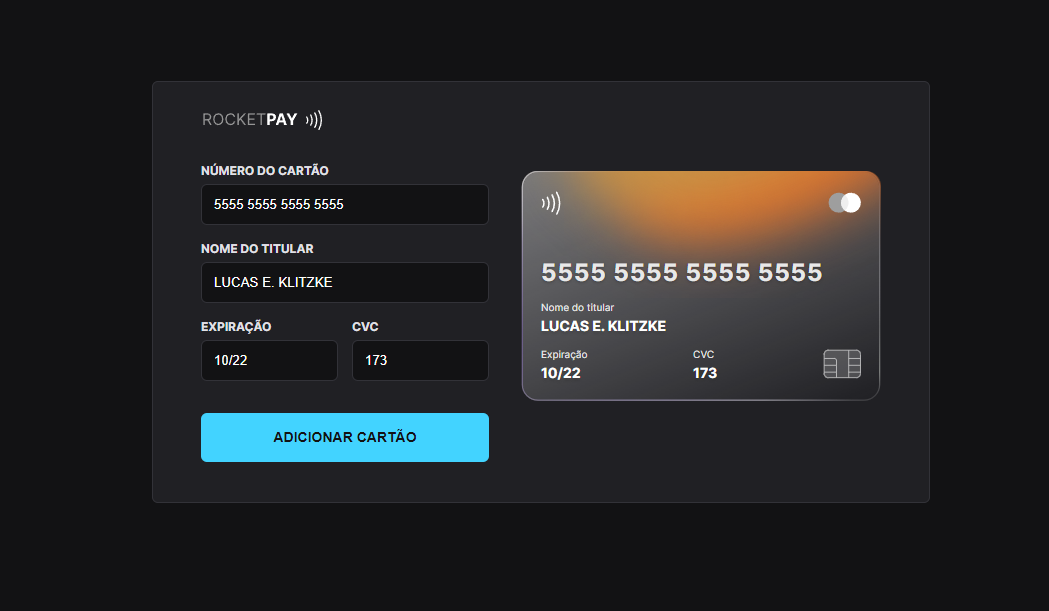 ROCKETPAY
NÚMERO DO CARTÃO
5555 5555 5555 5555
NOME DO TITULAR
LUCAS E. KLITZKE
EXPIRAÇÃO CVC
10/22 173
ADICIONAR CARTÃO
5555 5555 5555 5555
Nome do titular
LUCAS E. KLITZKE
Expiração CVC
10/22 173